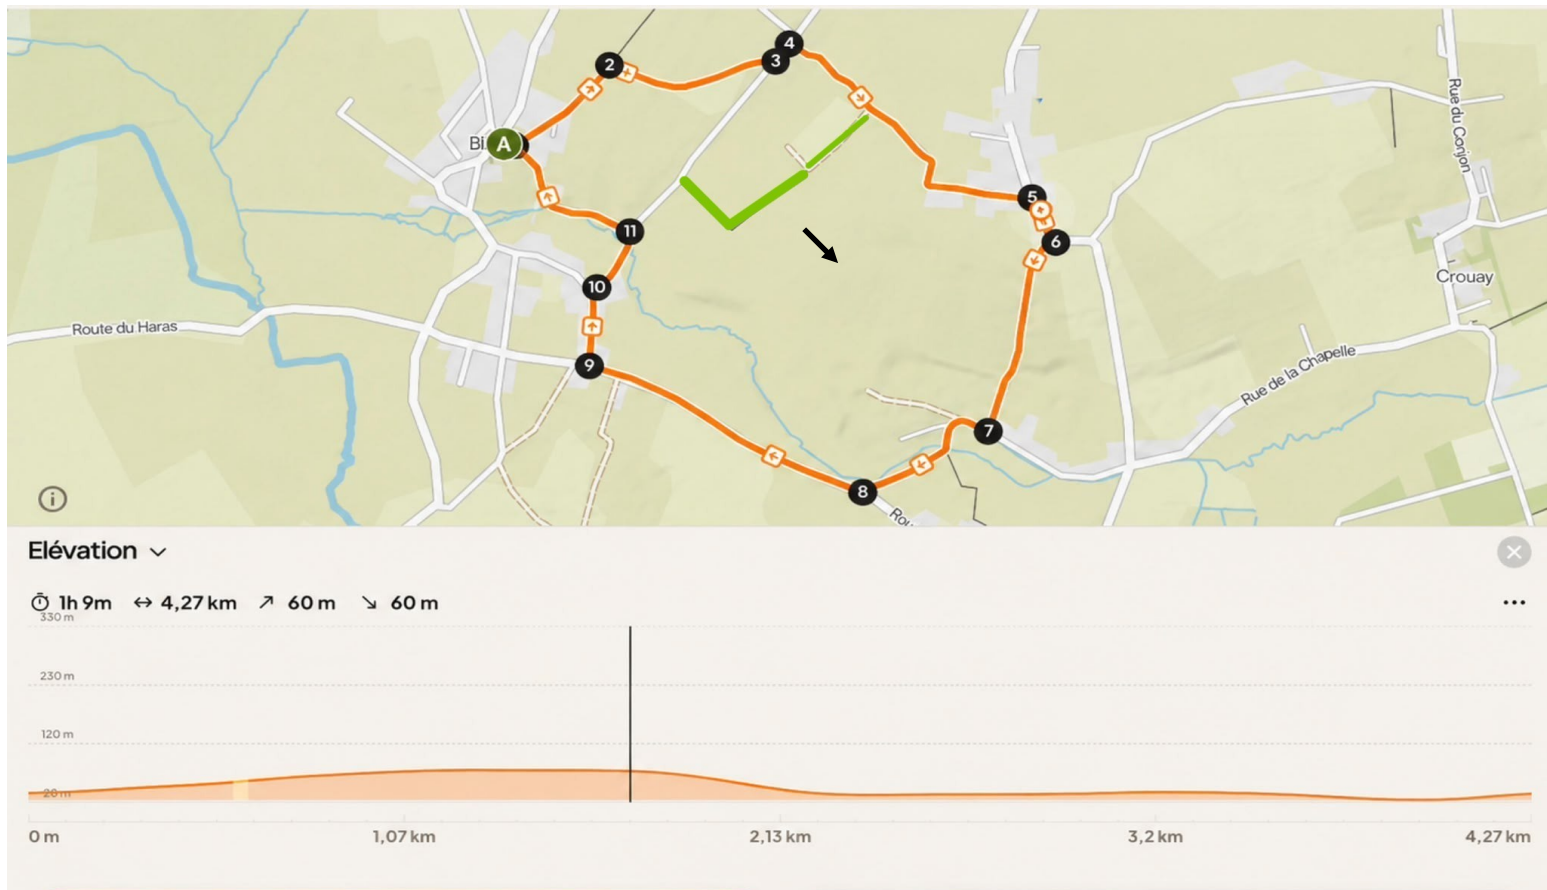 4
2
3
Rue du Conjon
Bi
A
5
11
6
10
Crouay
Route du Haras
9
Rue de la Chapelle
7
8
Rou
Elévation
1h 9m 4,27 km 60 m 60 m
330 m
230 m
120 m
20 m
0 m 1,07 km 2,13 km 3,2 km 4,27 km